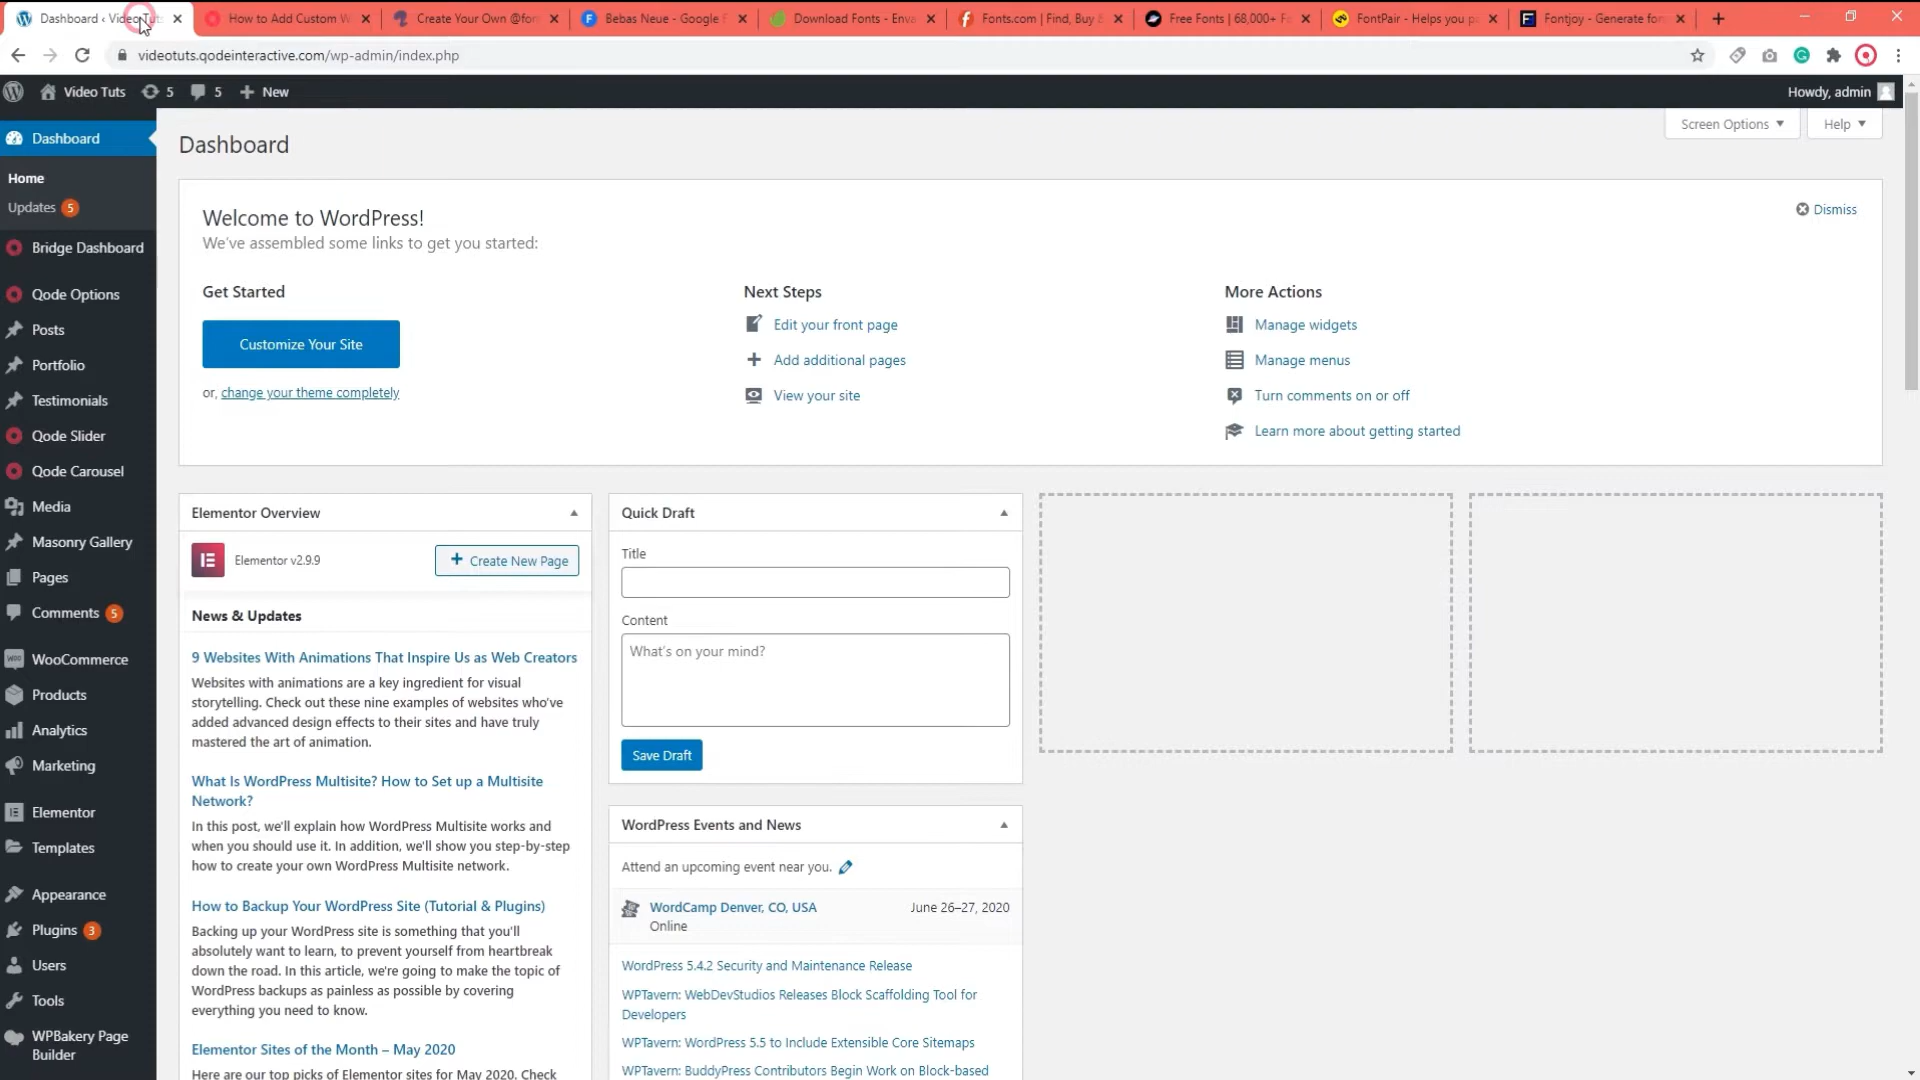 Dashboard ‹ Video Tuts
How to Add Custom W
Create Your Own @fon
Bebas Neue - Google F
Download Fonts - Enva
Fonts.com | Find, Buy &
Free Fonts | 68,000+ Fo
FontPair - Helps you p
Fontjoy - Generate fon
videotuts.qodeinteractive.com/wp-admin/index.php
Video Tuts
5
5
New
Howdy, admin
Dashboard
Home
Updates 5
Bridge Dashboard
Qode Options
Posts
Portfolio
Testimonials
Qode Slider
Qode Carousel
Media
Masonry Gallery
Pages
Comments 5
WooCommerce
Products
Analytics
Marketing
Elementor
Templates
Appearance
Plugins 3
Users
Tools
WPBakery Page
Builder
Dashboard
Screen Options
Help
Welcome to WordPress!
We've assembled some links to get you started:
Dismiss
Get Started
Customize Your Site
or, change your theme completely
Next Steps
Edit your front page
Add additional pages
View your site
More Actions
Manage widgets
Manage menus
Turn comments on or off
Learn more about getting started
Elementor Overview
Elementor v2.9.9
Create New Page
News & Updates
9 Websites With Animations That Inspire Us as Web Creators
Websites with animations are a key ingredient for visual
storytelling. Check out these nine examples of websites who've
added advanced design effects to their sites and have truly
mastered the art of animation.
What Is WordPress Multisite? How to Set up a Multisite
Network?
In this post, we'll explain how WordPress Multisite works and
when you should use it. In addition, we'll show you step-by-step
how to create your own WordPress Multisite network.
How to Backup Your WordPress Site (Tutorial & Plugins)
Backing up your WordPress site is something that you'll
absolutely want to learn, to prevent yourself from heartbreak
down the road. In this article, we're going to make the topic of
WordPress backups as painless as possible by covering
everything you need to know.
Elementor Sites of the Month – May 2020
Here are our top picks of Elementor sites for May 2020. Check
Quick Draft
Title
Content
What's on your mind?
Save Draft
WordPress Events and News
Attend an upcoming event near you.
WordCamp Denver, CO, USA
June 26–27, 2020
Online
WordPress 5.4.2 Security and Maintenance Release
WPTavern: WebDevStudios Releases Block Scaffolding Tool for
Developers
WPTavern: WordPress 5.5 to Include Extensible Core Sitemaps
WPTavern: BuddyPress Contributors Begin Work on Block-based